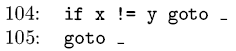 104: if x != y goto _
105: goto _